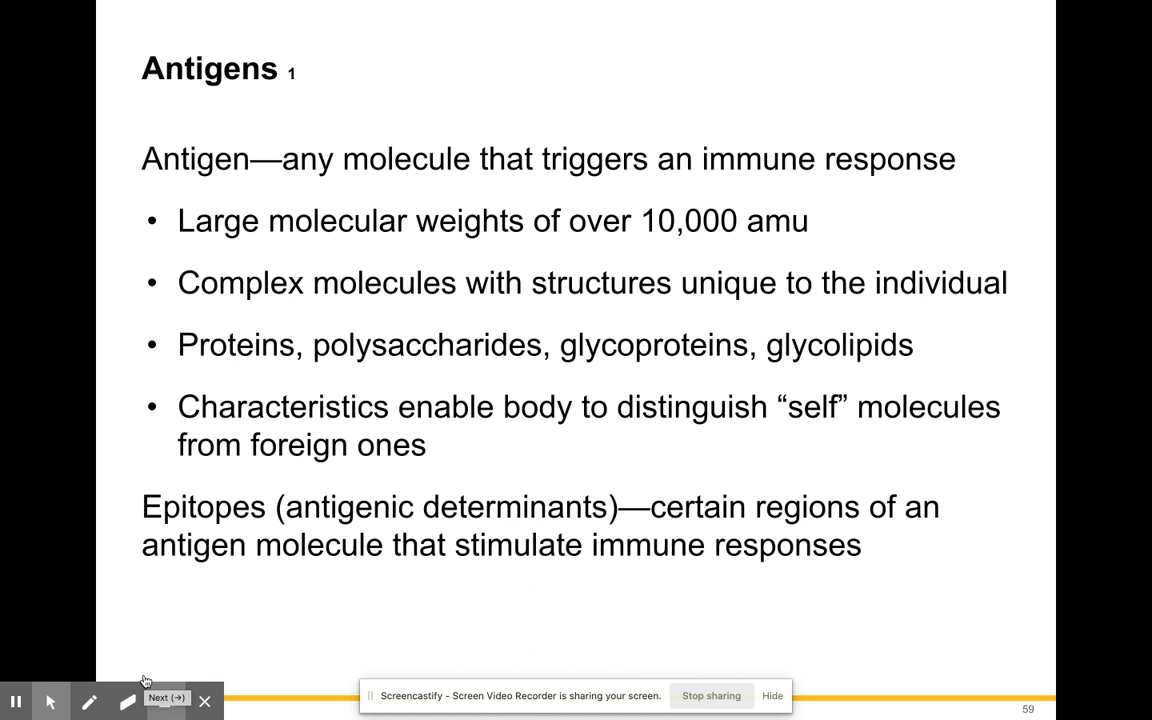 Antigens 1
Antigen—any molecule that triggers an immune response
• Large molecular weights of over 10,000 amu
• Complex molecules with structures unique to the individual
• Proteins, polysaccharides, glycoproteins, glycolipids
• Characteristics enable body to distinguish “self” molecules
from foreign ones
Epitopes (antigenic determinants)—certain regions of an
antigen molecule that stimulate immune responses
Next (→)
Screencastify - Screen Video Recorder is sharing your screen.
Stop sharing
Hide
59